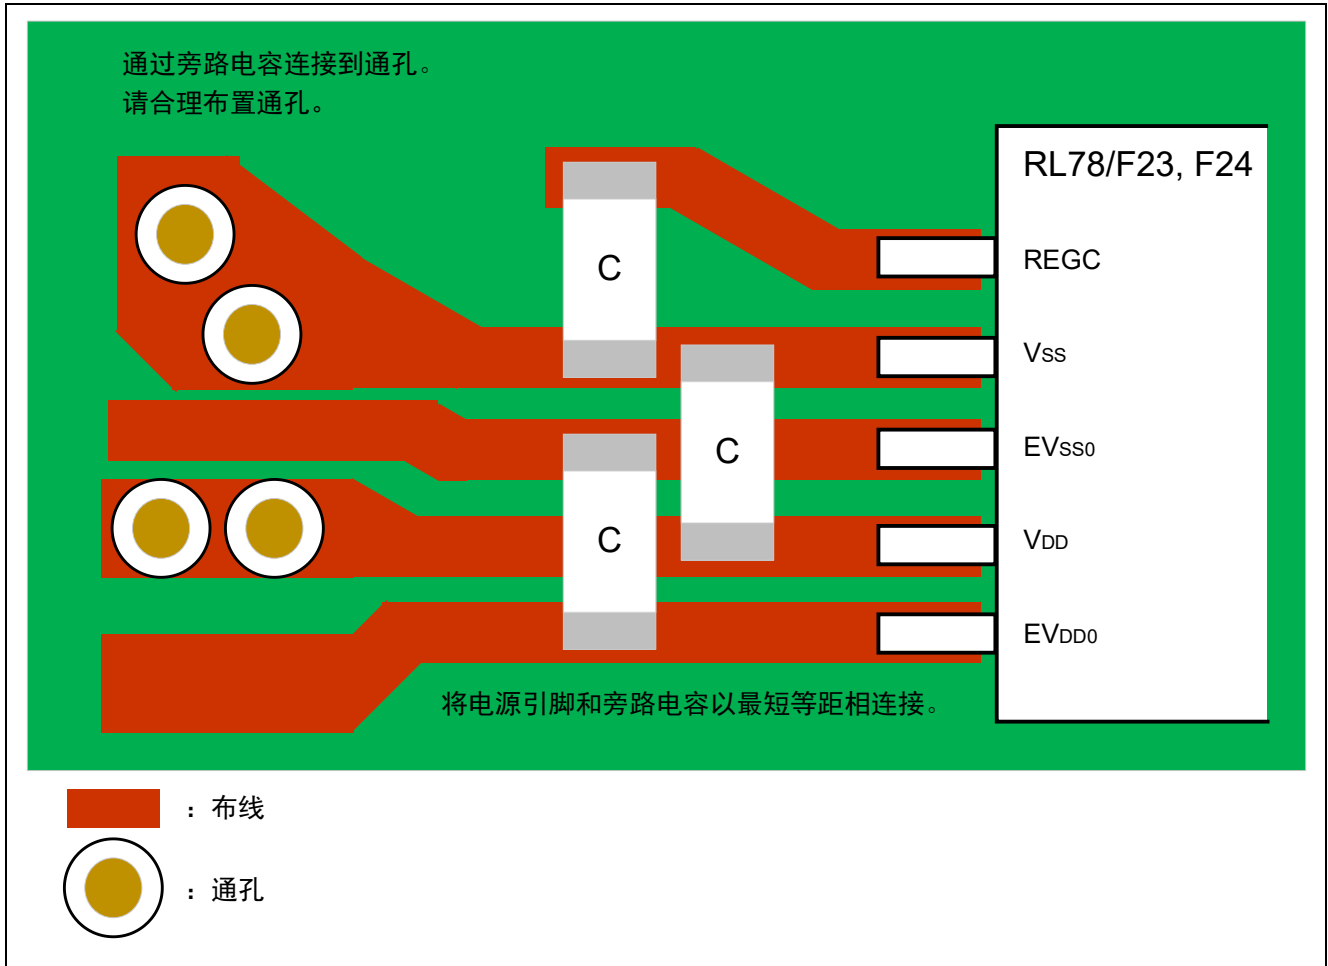 通过旁路电容连接到通孔。
请合理布置通孔。
RL78/F23, F24
REGC
C
VSS
EVSS0
C
C
VDD
EVDD0
将电源引脚和旁路电容以最短等距相连接。
：布线
：通孔